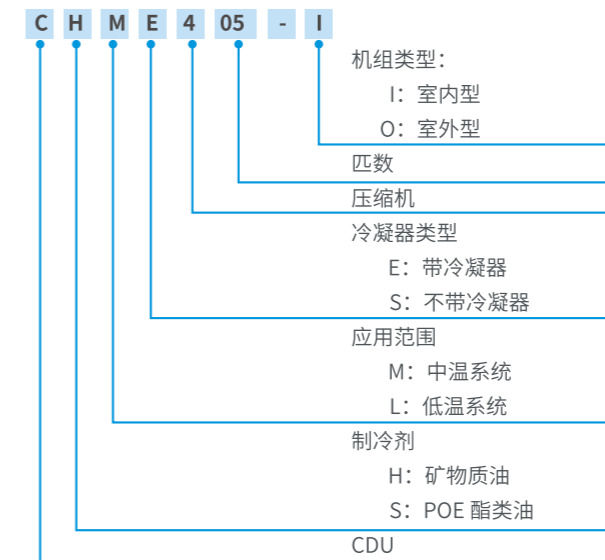 C H M E 4 05 - I
机组类型：
I：室内型
O：室外型
匹数
压缩机
冷凝器类型
E：带冷凝器
S：不带冷凝器
应用范围
M：中温系统
L：低温系统
制冷剂
H：矿物质油
S：POE 酯类油
CDU